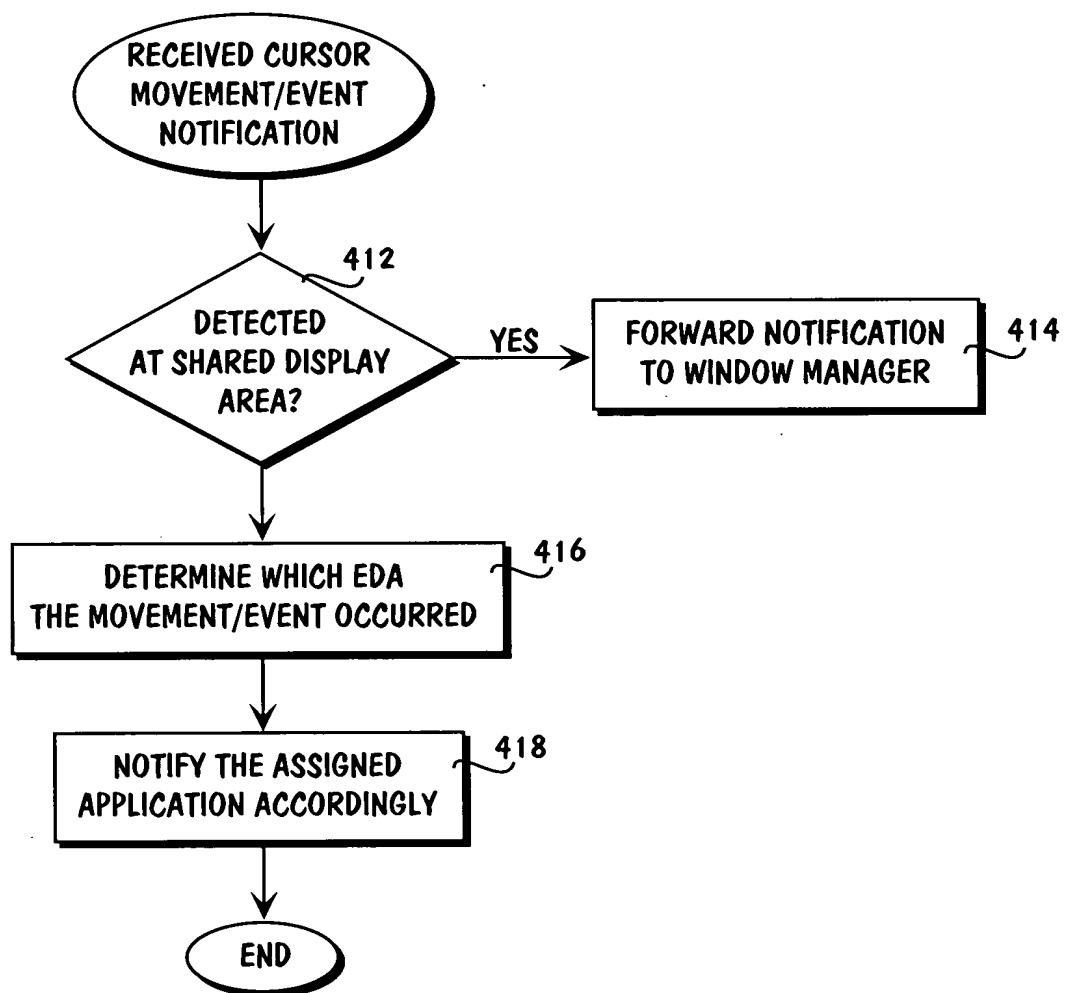 RECEIVED CURSOR
MOVEMENT/EVENT
NOTIFICATION
412
DETECTED
AT SHARED DISPLAY
AREA?
YES
FORWARD NOTIFICATION
TO WINDOW MANAGER
414
DETERMINE WHICH EDA
THE MOVEMENT/EVENT OCCURRED
416
NOTIFY THE ASSIGNED
APPLICATION ACCORDINGLY
418
END